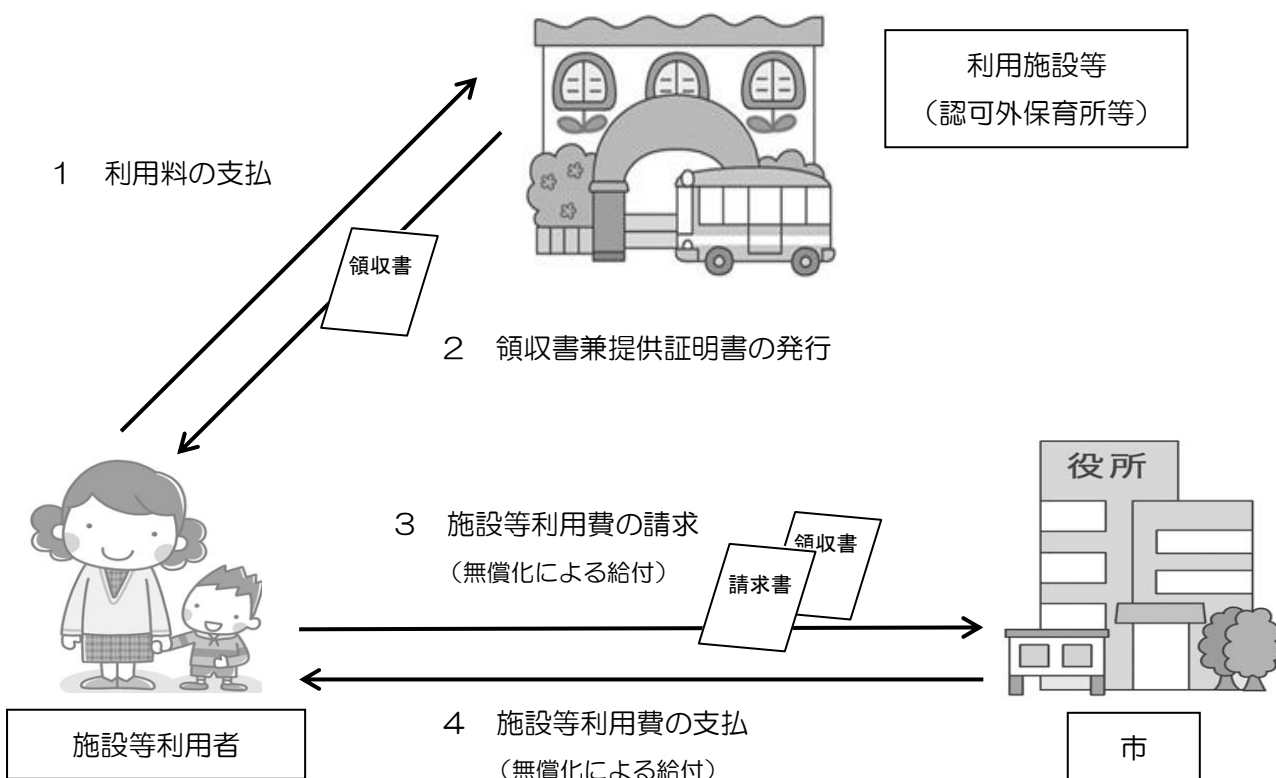 利用施設等
（認可外保育所等）
１　利用料の支払
領収書
２　領収書兼提供証明書の発行
役所
３　施設等利用費の請求
（無償化による給付）
領収書
請求書
施設等利用者
４　施設等利用費の支払
（無償化による給付）
市